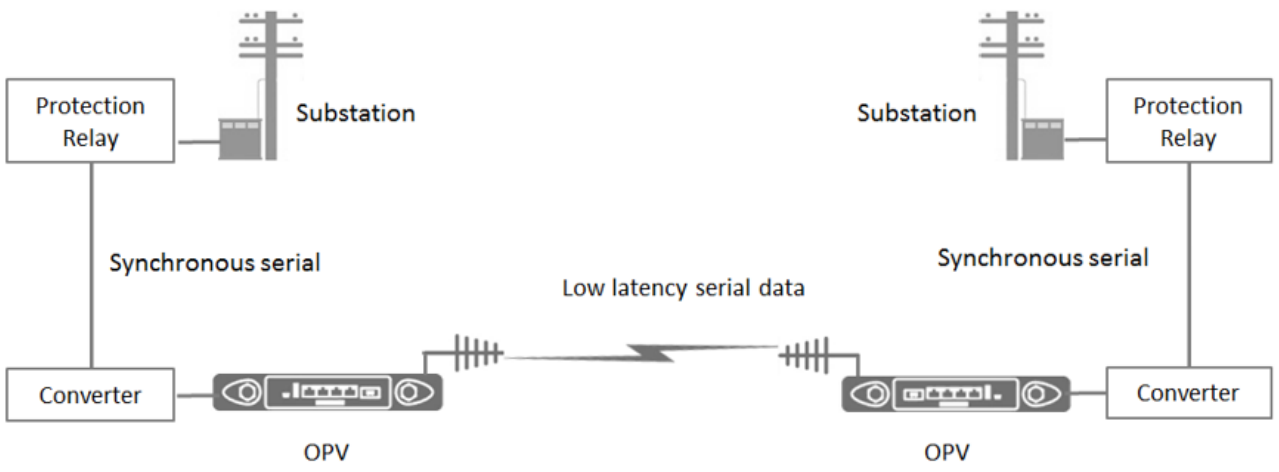 Protection
Relay
Substation
Substation
Protection
Relay
Synchronous serial
Synchronous serial
Low latency serial data
Converter
Converter
OPV
OPV